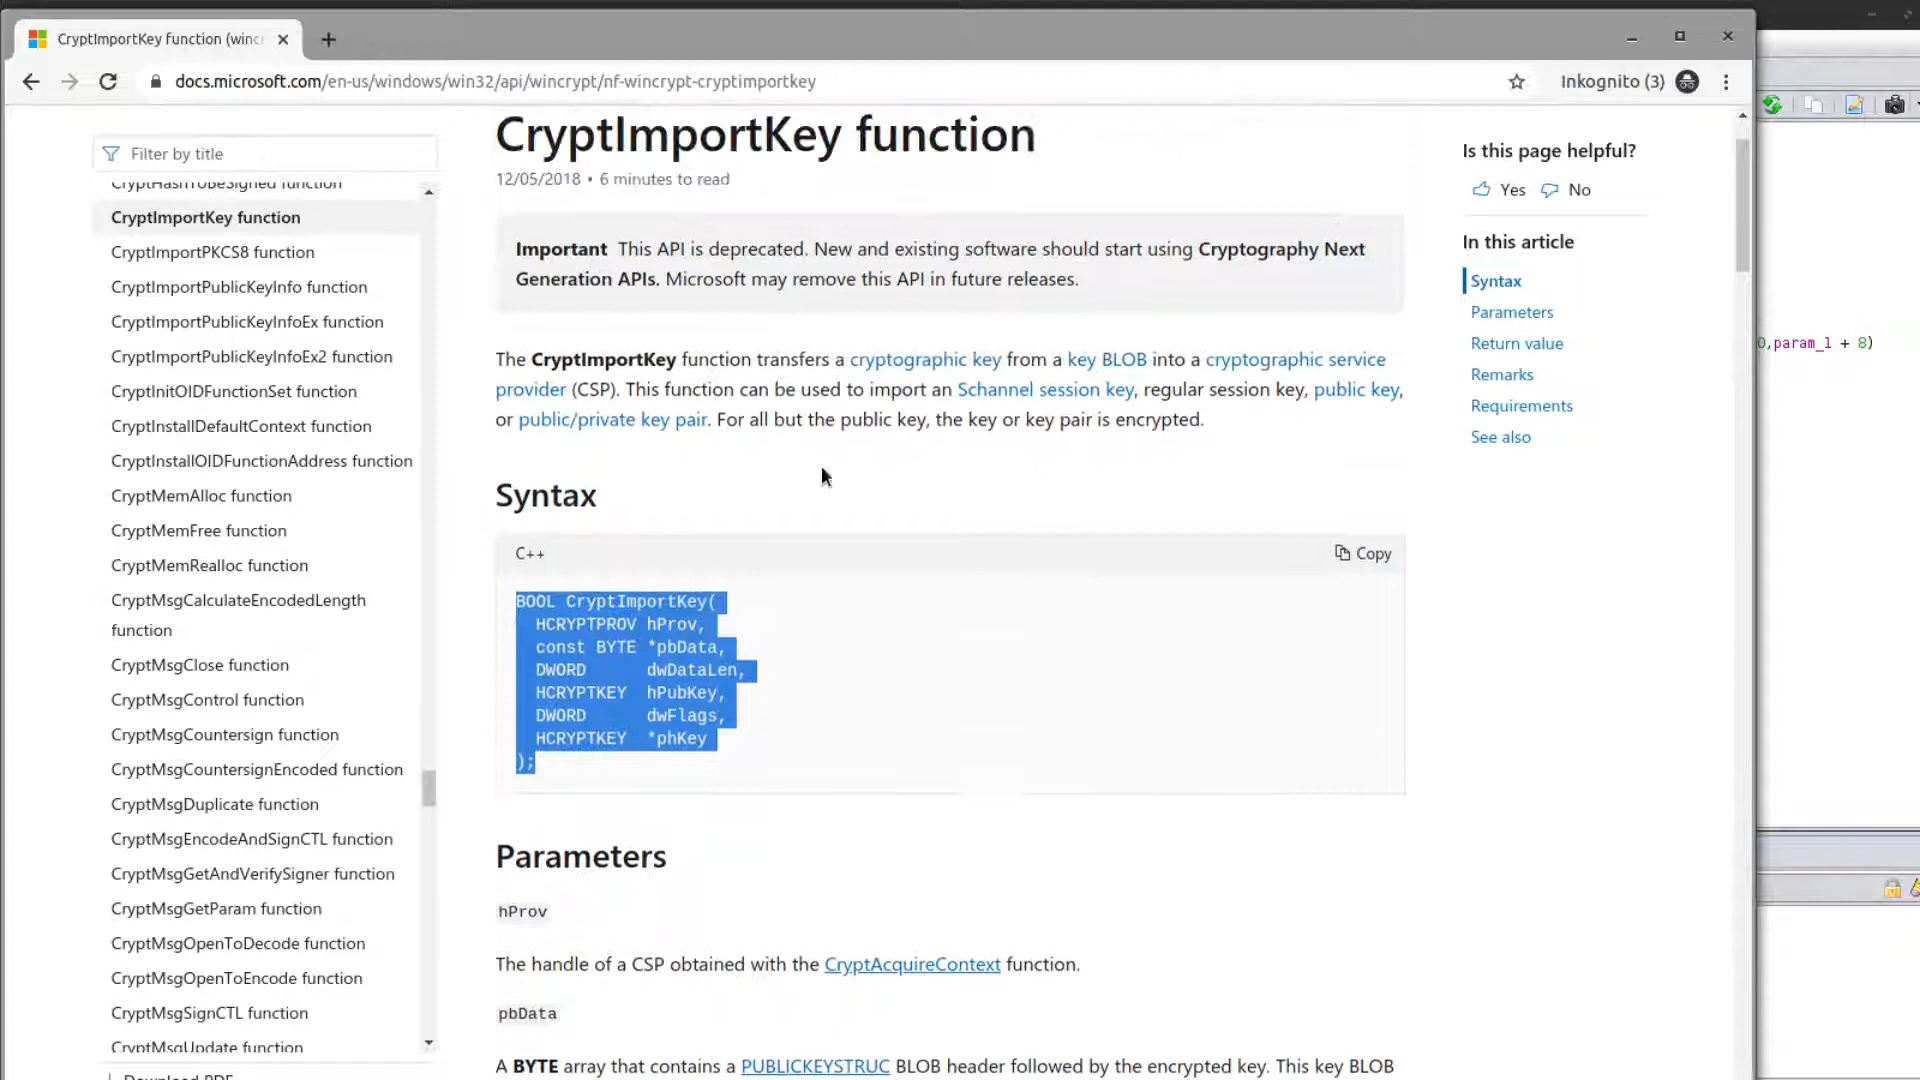 CryptImportKey function (winc
docs.microsoft.com/en-us/windows/win32/api/wincrypt/nf-wincrypt-cryptimportkey
Inkognito (3)
Filter by title
CryptHashToBeSigned function
CryptImportKey function
CryptImportPKCS8 function
CryptImportPublicKeyInfo function
CryptImportPublicKeyInfoEx function
CryptImportPublicKeyInfoEx2 function
CryptInitOIDFunctionSet function
CryptInstallDefaultContext function
CryptInstallOIDFunctionAddress function
CryptMemAlloc function
CryptMemFree function
CryptMemRealloc function
CryptMsgCalculateEncodedLength
function
CryptMsgClose function
CryptMsgControl function
CryptMsgCountersign function
CryptMsgCountersignEncoded function
CryptMsgDuplicate function
CryptMsgEncodeAndSignCTL function
CryptMsgGetAndVerifySigner function
CryptMsgGetParam function
CryptMsgOpenToDecode function
CryptMsgOpenToEncode function
CryptMsgSignCTL function
CryptMsgUpdate function
Download PDF
CryptImportKey function
12/05/2018 • 6 minutes to read
Important This API is deprecated. New and existing software should start using Cryptography Next
Generation APIs. Microsoft may remove this API in future releases.
The CryptImportKey function transfers a cryptographic key from a key BLOB into a cryptographic service
provider (CSP). This function can be used to import an Schannel session key, regular session key, public key,
or public/private key pair. For all but the public key, the key or key pair is encrypted.
Syntax
C++
Copy
BOOL CryptImportKey(
HCRYPTPROV hProv,
const BYTE *pbData,
DWORD dwDataLen,
HCRYPTKEY hPubKey,
DWORD dwFlags,
HCRYPTKEY *phKey
);
Parameters
hProv
The handle of a CSP obtained with the CryptAcquireContext function.
pbData
A BYTE array that contains a PUBLICKEYSTRUC BLOB header followed by the encrypted key. This key BLOB
Is this page helpful?
Yes No
In this article
Syntax
Parameters
Return value
Remarks
Requirements
See also
0,param_1 + 8)